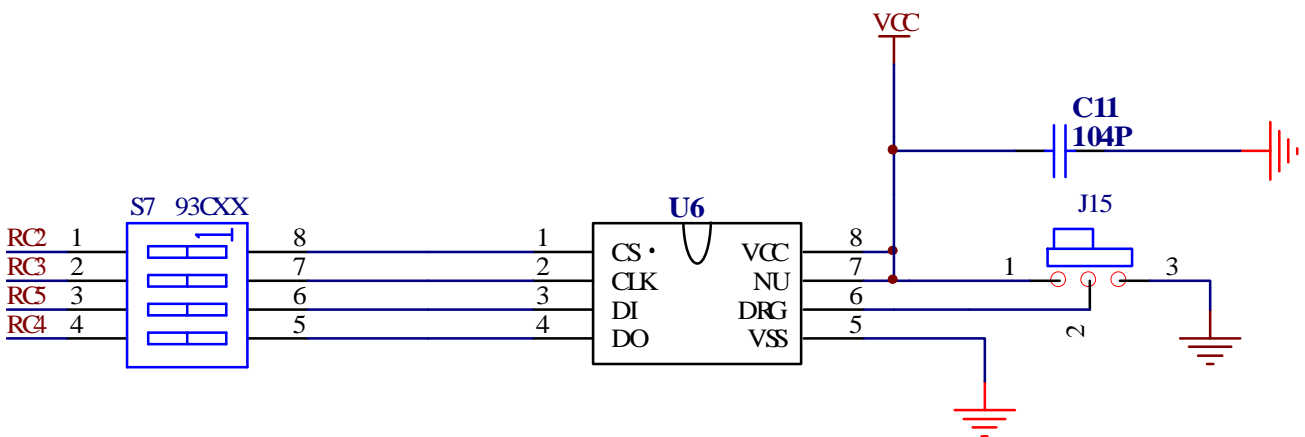 VCC
C11
104P
S7 93CXX
U6
J15
RC2 1 8 1 CS VCC 8
RC3 2 7 2 CLK NU 7 1 3
RC5 3 6 3 DI DRG 6
RC4 4 5 4 DO VSS 5 2
1